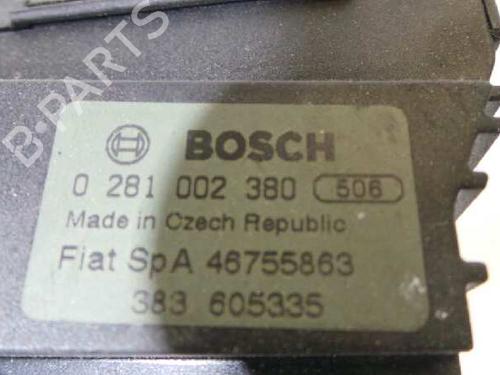 B-PARTS
BOSCH
0 281 002 380 506
Made in Czech Republic
Fiat SpA 46755863
383 605335